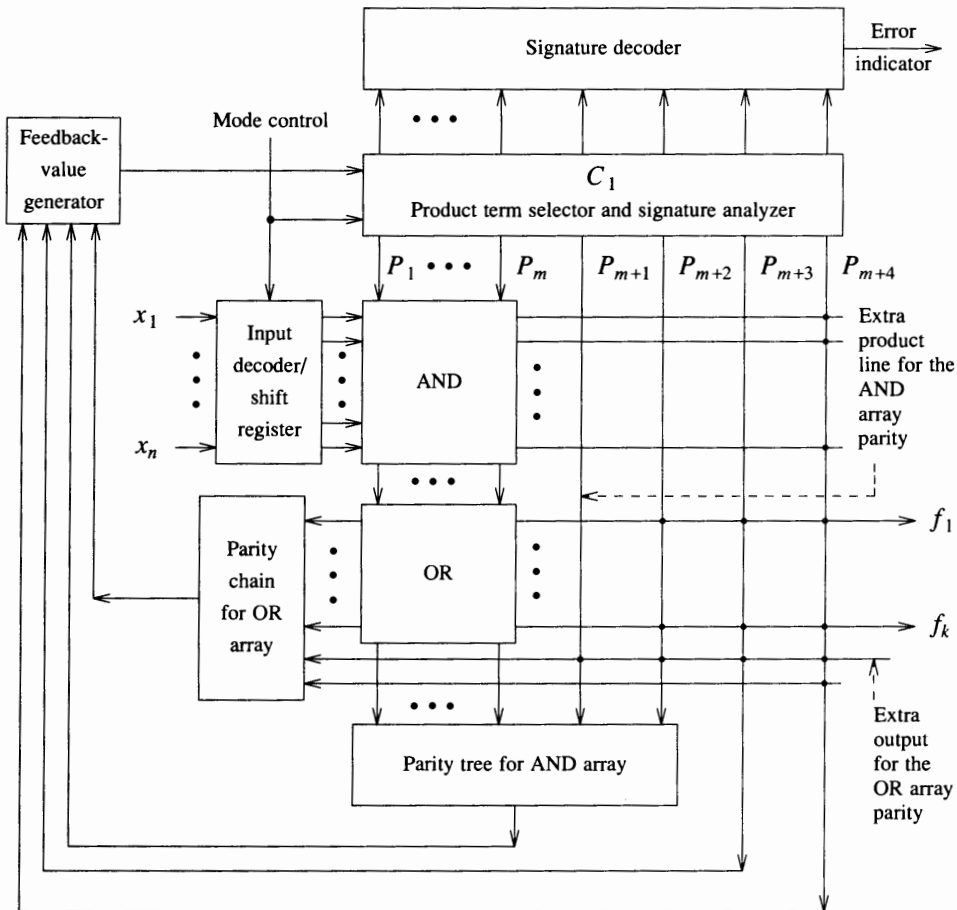 Signature decoder
Error
indicator
Mode control
Feedback-
value
generator
C1
Product term selector and signature analyzer
P1 • • • Pm Pm+1 Pm+2 Pm+3 Pm+4
x1
xn
Input
decoder/
shift
register
AND
Extra
product
line for the
AND
array
parity
Parity
chain
for OR
array
OR
f1
fk
Extra
output
for the
OR array
parity
Parity tree for AND array